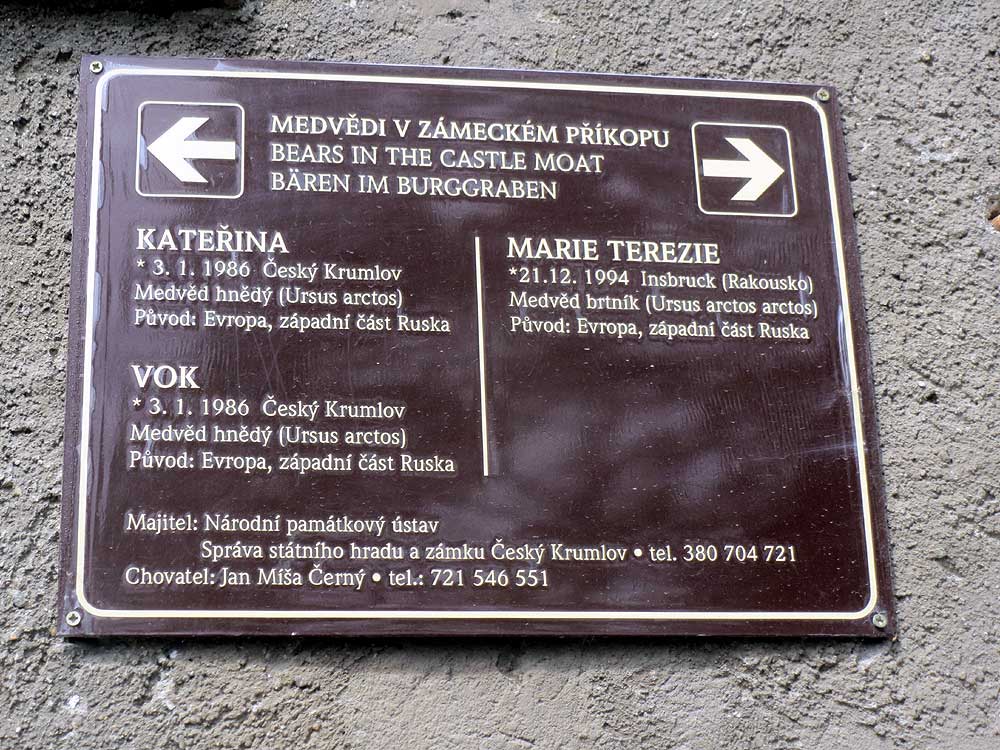 MEDVĚDI V ZÁMECKÉM PŘÍKOPU
BEARS IN THE CASTLE MOAT
BÄREN IM BURGGRABEN
KATEŘINA
* 3. 1. 1986 Český Krumlov
Medvěd hnědý (Ursus arctos)
Původ: Evropa, západní část Ruska
VOK
* 3. 1. 1986 Český Krumlov
Medvěd hnědý (Ursus arctos)
Původ: Evropa, západní část Ruska
MARIE TEREZIE
*21.12. 1994 Insbruck (Rakousko)
Medvěd brtník (Ursus arctos arctos)
Původ: Evropa, západní část Ruska
Majitel: Národní památkový ústav
Správa státního hradu a zámku Český Krumlov • tel. 380 704 721
Chovatel: Jan Míša Černý • tel.: 721 546 551